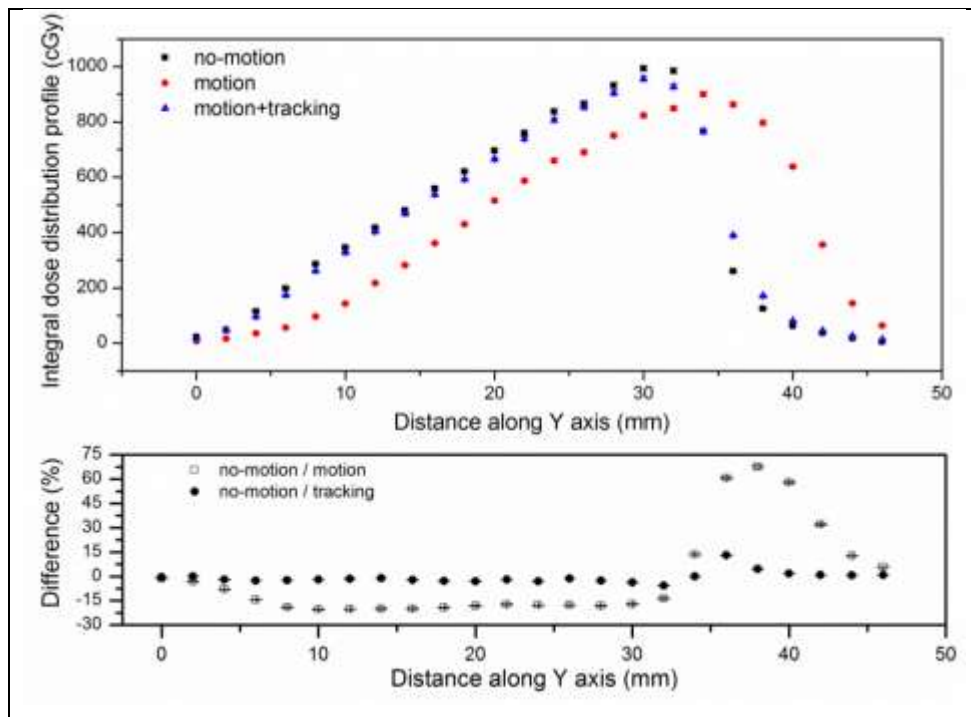 Integral dose distribution profile (cGy)
1000
800
600
400
200
0
no-motion
motion
motion+tracking
0
10
20
30
40
50
Distance along Y axis (mm)
Difference (%)
75
60
45
30
15
0
-15
-30
no-motion / motion
no-motion / tracking
0
10
20
30
40
50
Distance along Y axis (mm)